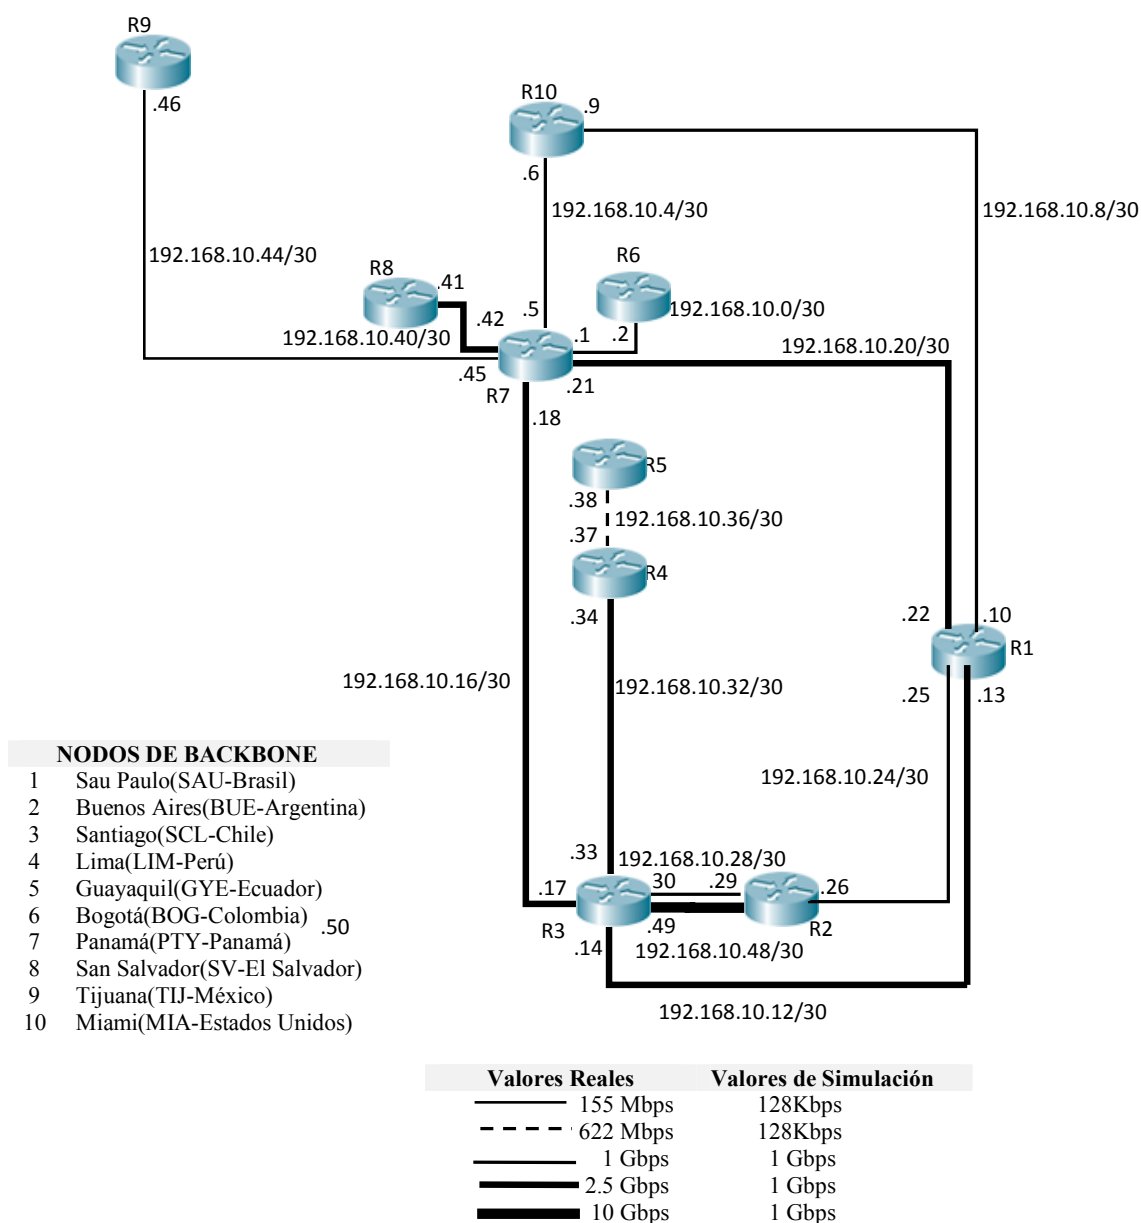 R9
.46
R10
.9
.6
192.168.10.4/30
192.168.10.8/30
192.168.10.44/30
R8
.41
R6
.42
.5
192.168.10.0/30
192.168.10.40/30
.1
.2
192.168.10.20/30
.45
R7
.21
.18
R5
.38
192.168.10.36/30
.37
R4
.34
.22
.10
R1
192.168.10.16/30
192.168.10.32/30
.25
.13
192.168.10.24/30
NODOS DE BACKBONE
1 Sau Paulo(SAU-Brasil)
2 Buenos Aires(BUE-Argentina)
3 Santiago(SCL-Chile)
4 Lima(LIM-Perú)
5 Guayaquil(GYE-Ecuador)
6 Bogotá(BOG-Colombia)
7 Panamá(PTY-Panamá)
8 San Salvador(SV-El Salvador)
9 Tijuana(TIJ-México)
10 Miami(MIA-Estados Unidos)
.50
.33
192.168.10.28/30
.17
30
.29
.26
R3
.49
R2
.14
192.168.10.48/30
192.168.10.12/30
Valores Reales Valores de Simulación
155 Mbps 128Kbps
622 Mbps 128Kbps
1 Gbps 1 Gbps
2.5 Gbps 1 Gbps
10 Gbps 1 Gbps